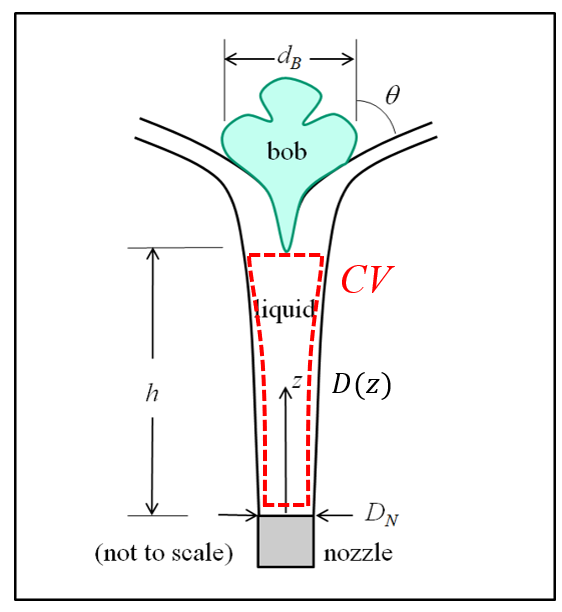 d_B
θ
bob
CV
liquid
z
D(z)
h
D_N
(not to scale)
nozzle